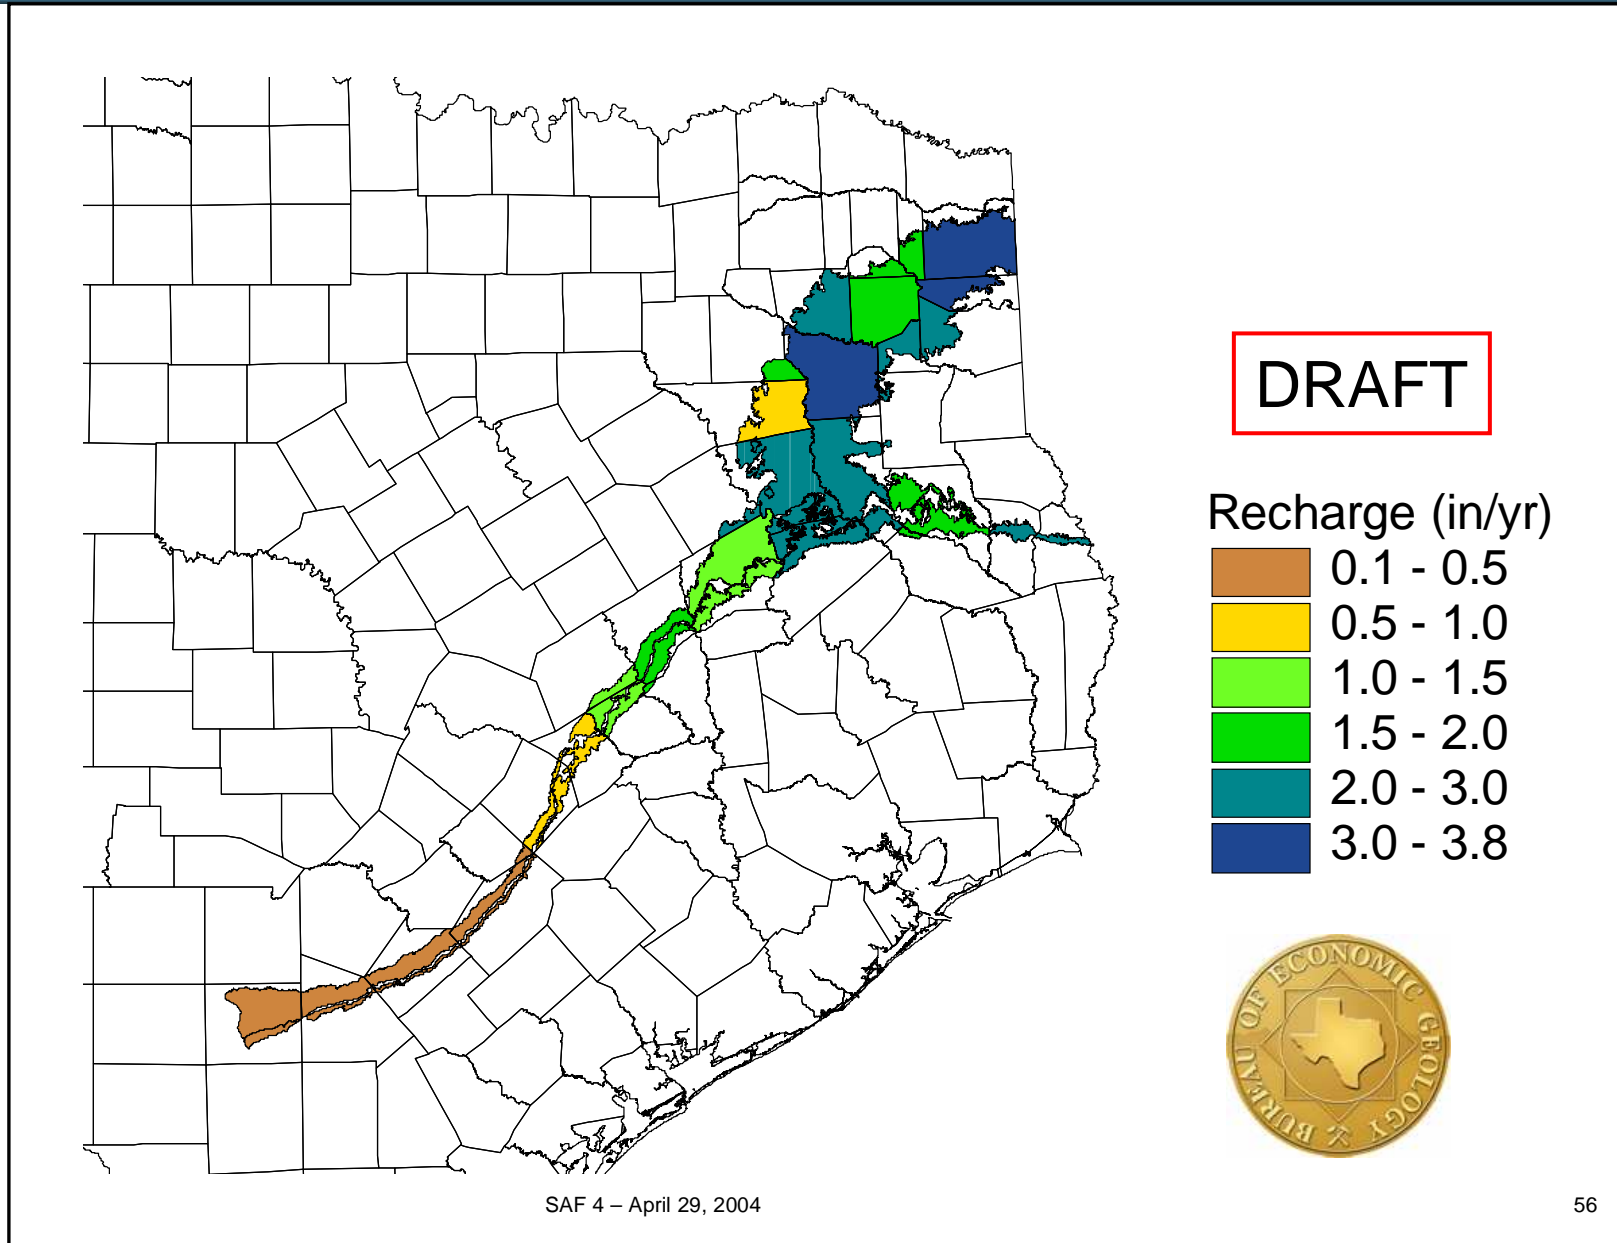 DRAFT
Recharge (in/yr)
0.1 - 0.5
0.5 - 1.0
1.0 - 1.5
1.5 - 2.0
2.0 - 3.0
3.0 - 3.8
BUREAU OF ECONOMIC GEOLOGY
SAF 4 – April 29, 2004
56